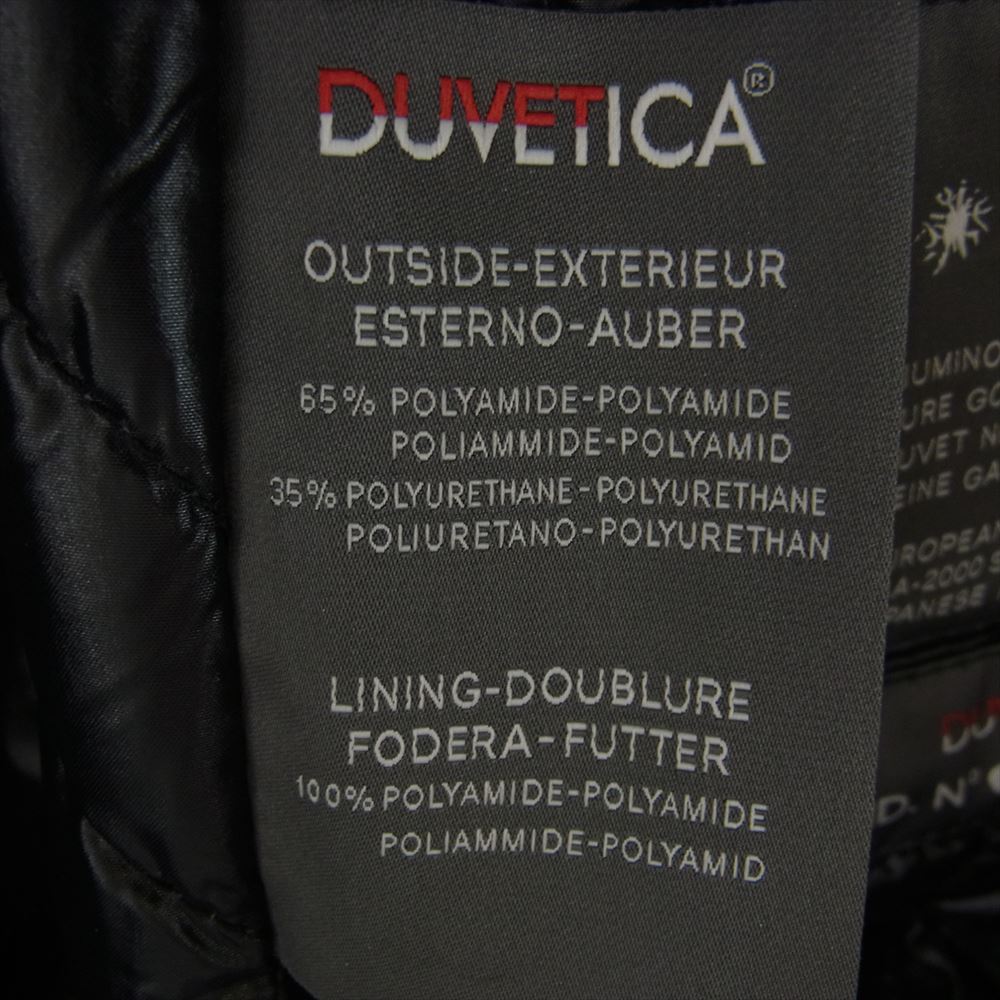 DUVETICA®
OUTSIDE-EXTERIEUR
ESTERNO-AUBER
65% POLYAMIDE-POLYAMIDE
POLIAMMIDE-POLYAMID
35% POLYURETHANE-POLYURETHANE
POLIURETANO-POLYURETHAN
LINING-DOUBLURE
FODERA-FUTTER
100% POLYAMIDE-POLYAMIDE
POLIAMMIDE-POLYAMID